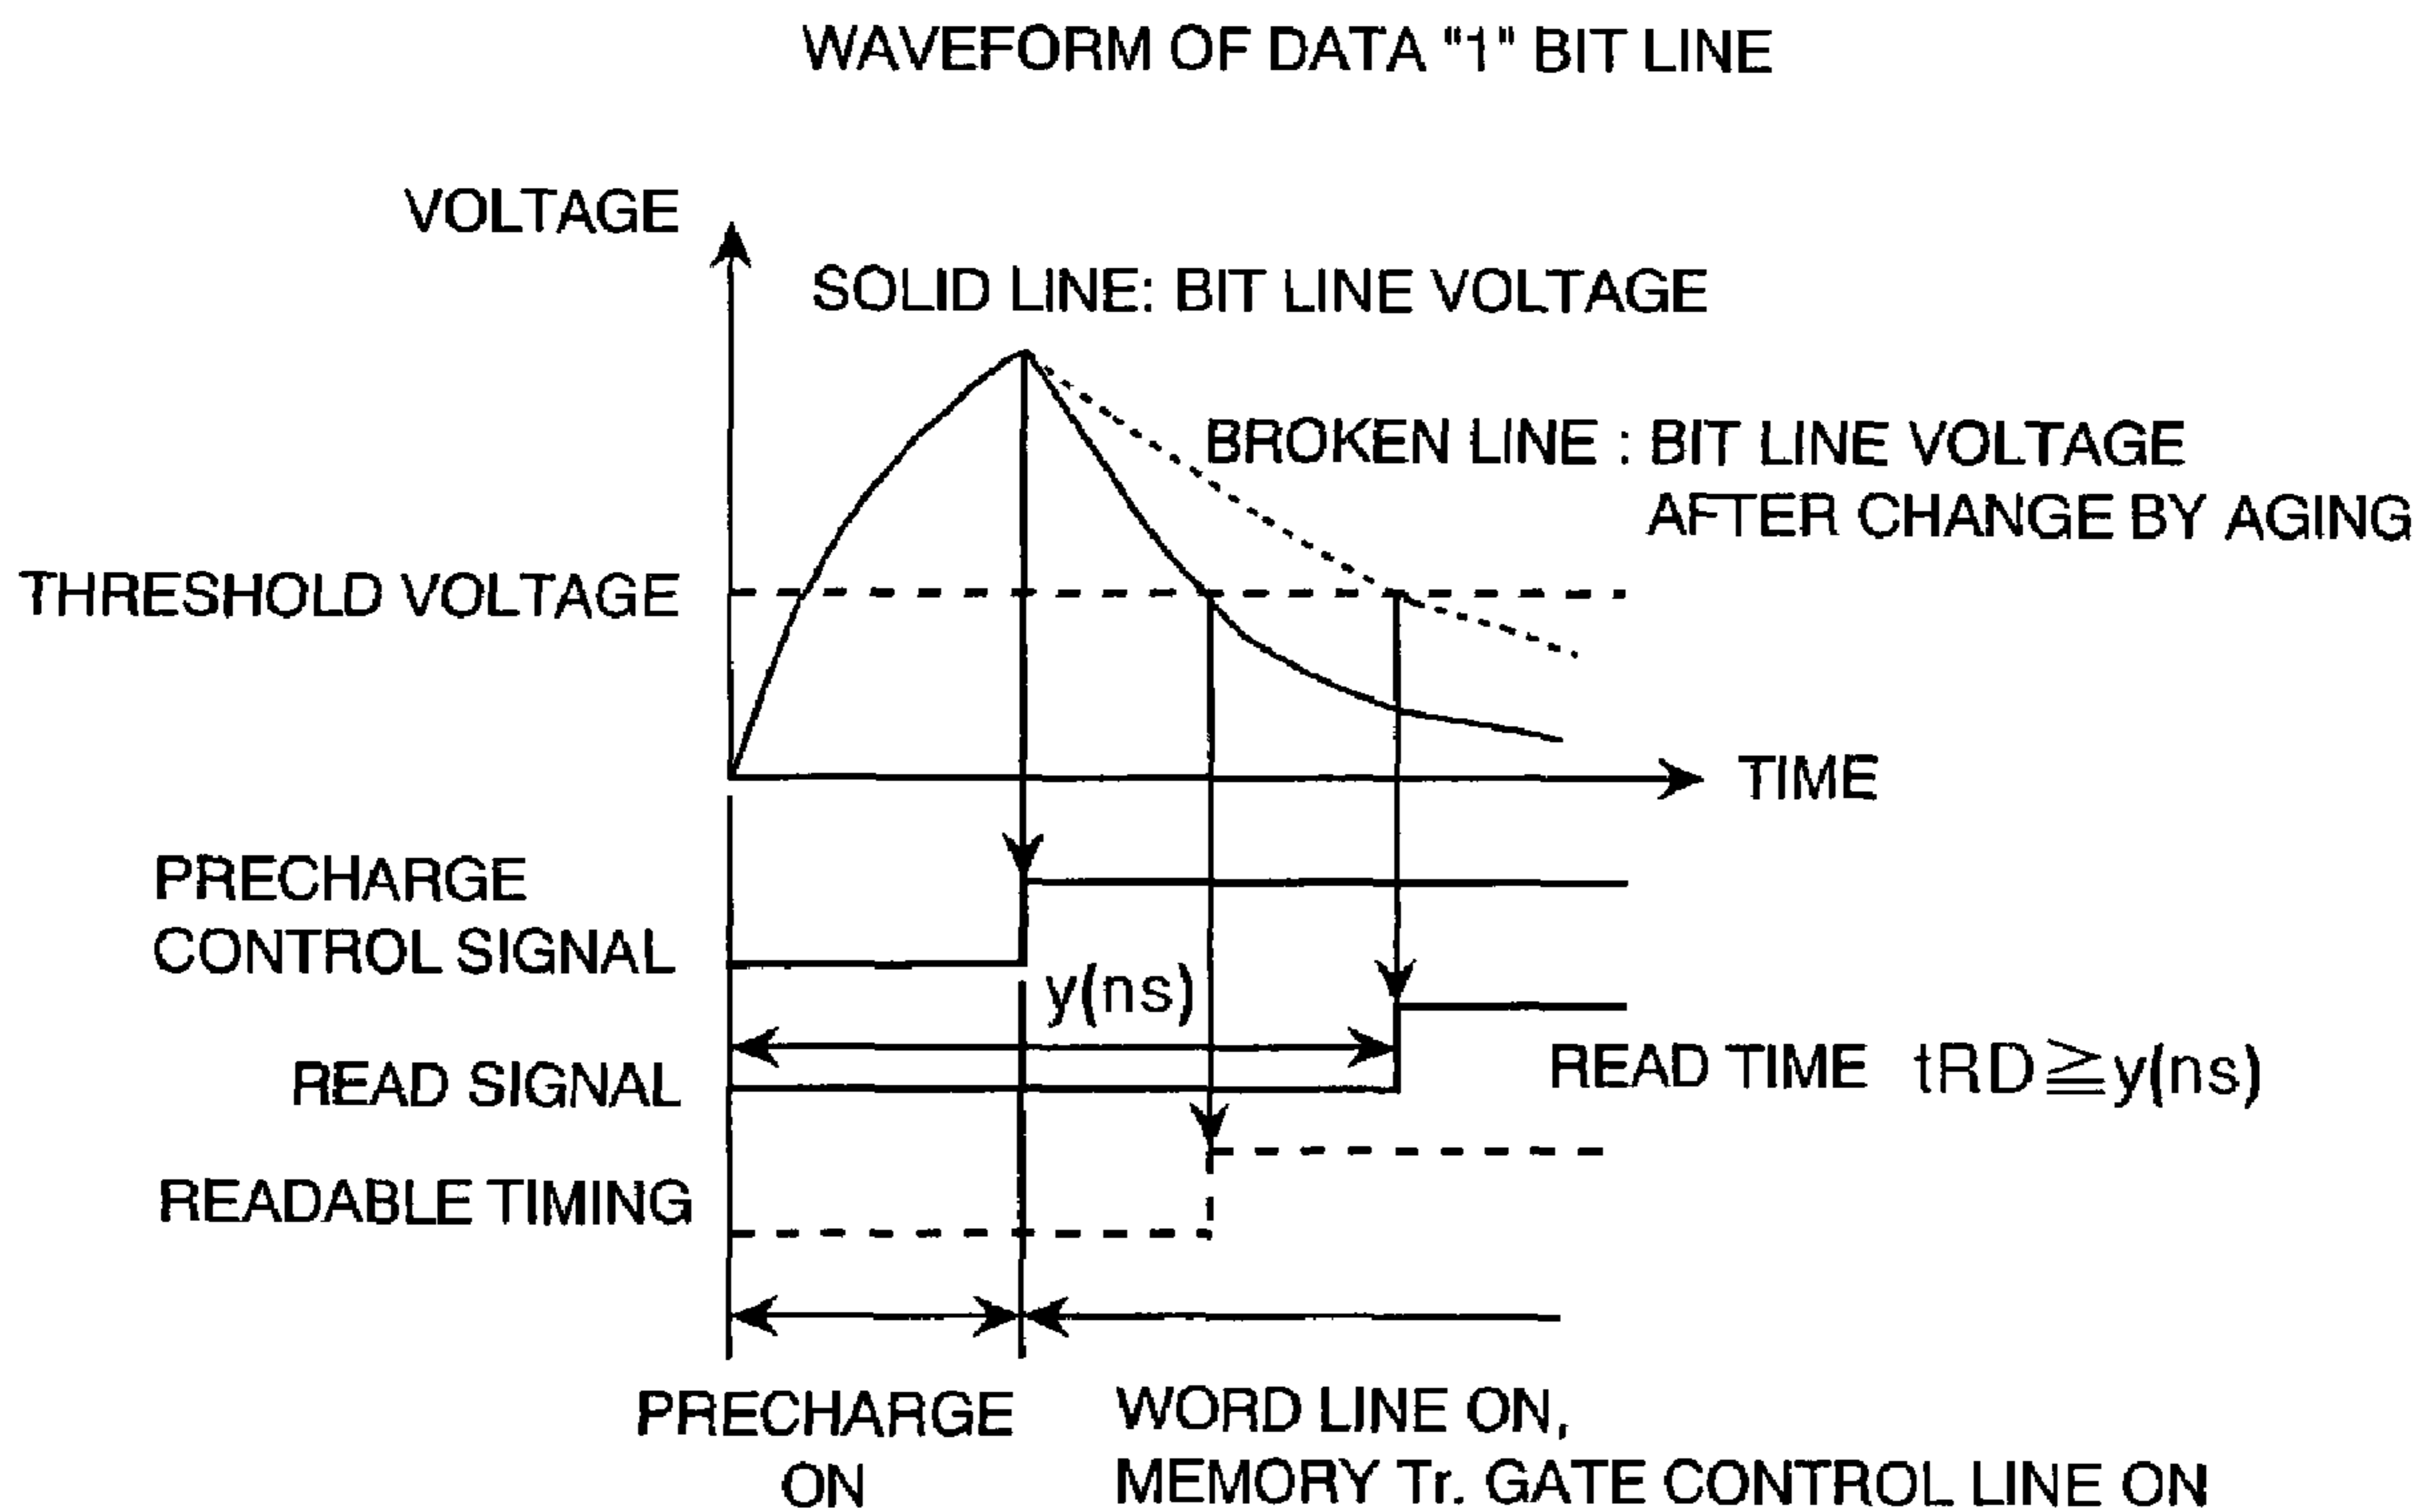 WAVEFORM OF DATA "1" BIT LINE
VOLTAGE
SOLID LINE: BIT LINE VOLTAGE
BROKEN LINE : BIT LINE VOLTAGE
AFTER CHANGE BY AGING
THRESHOLD VOLTAGE
TIME
PRECHARGE
CONTROL SIGNAL
y(ns)
READ SIGNAL
READ TIME tRD≧y(ns)
READABLE TIMING
PRECHARGE
ON
WORD LINE ON,
MEMORY Tr. GATE CONTROL LINE ON